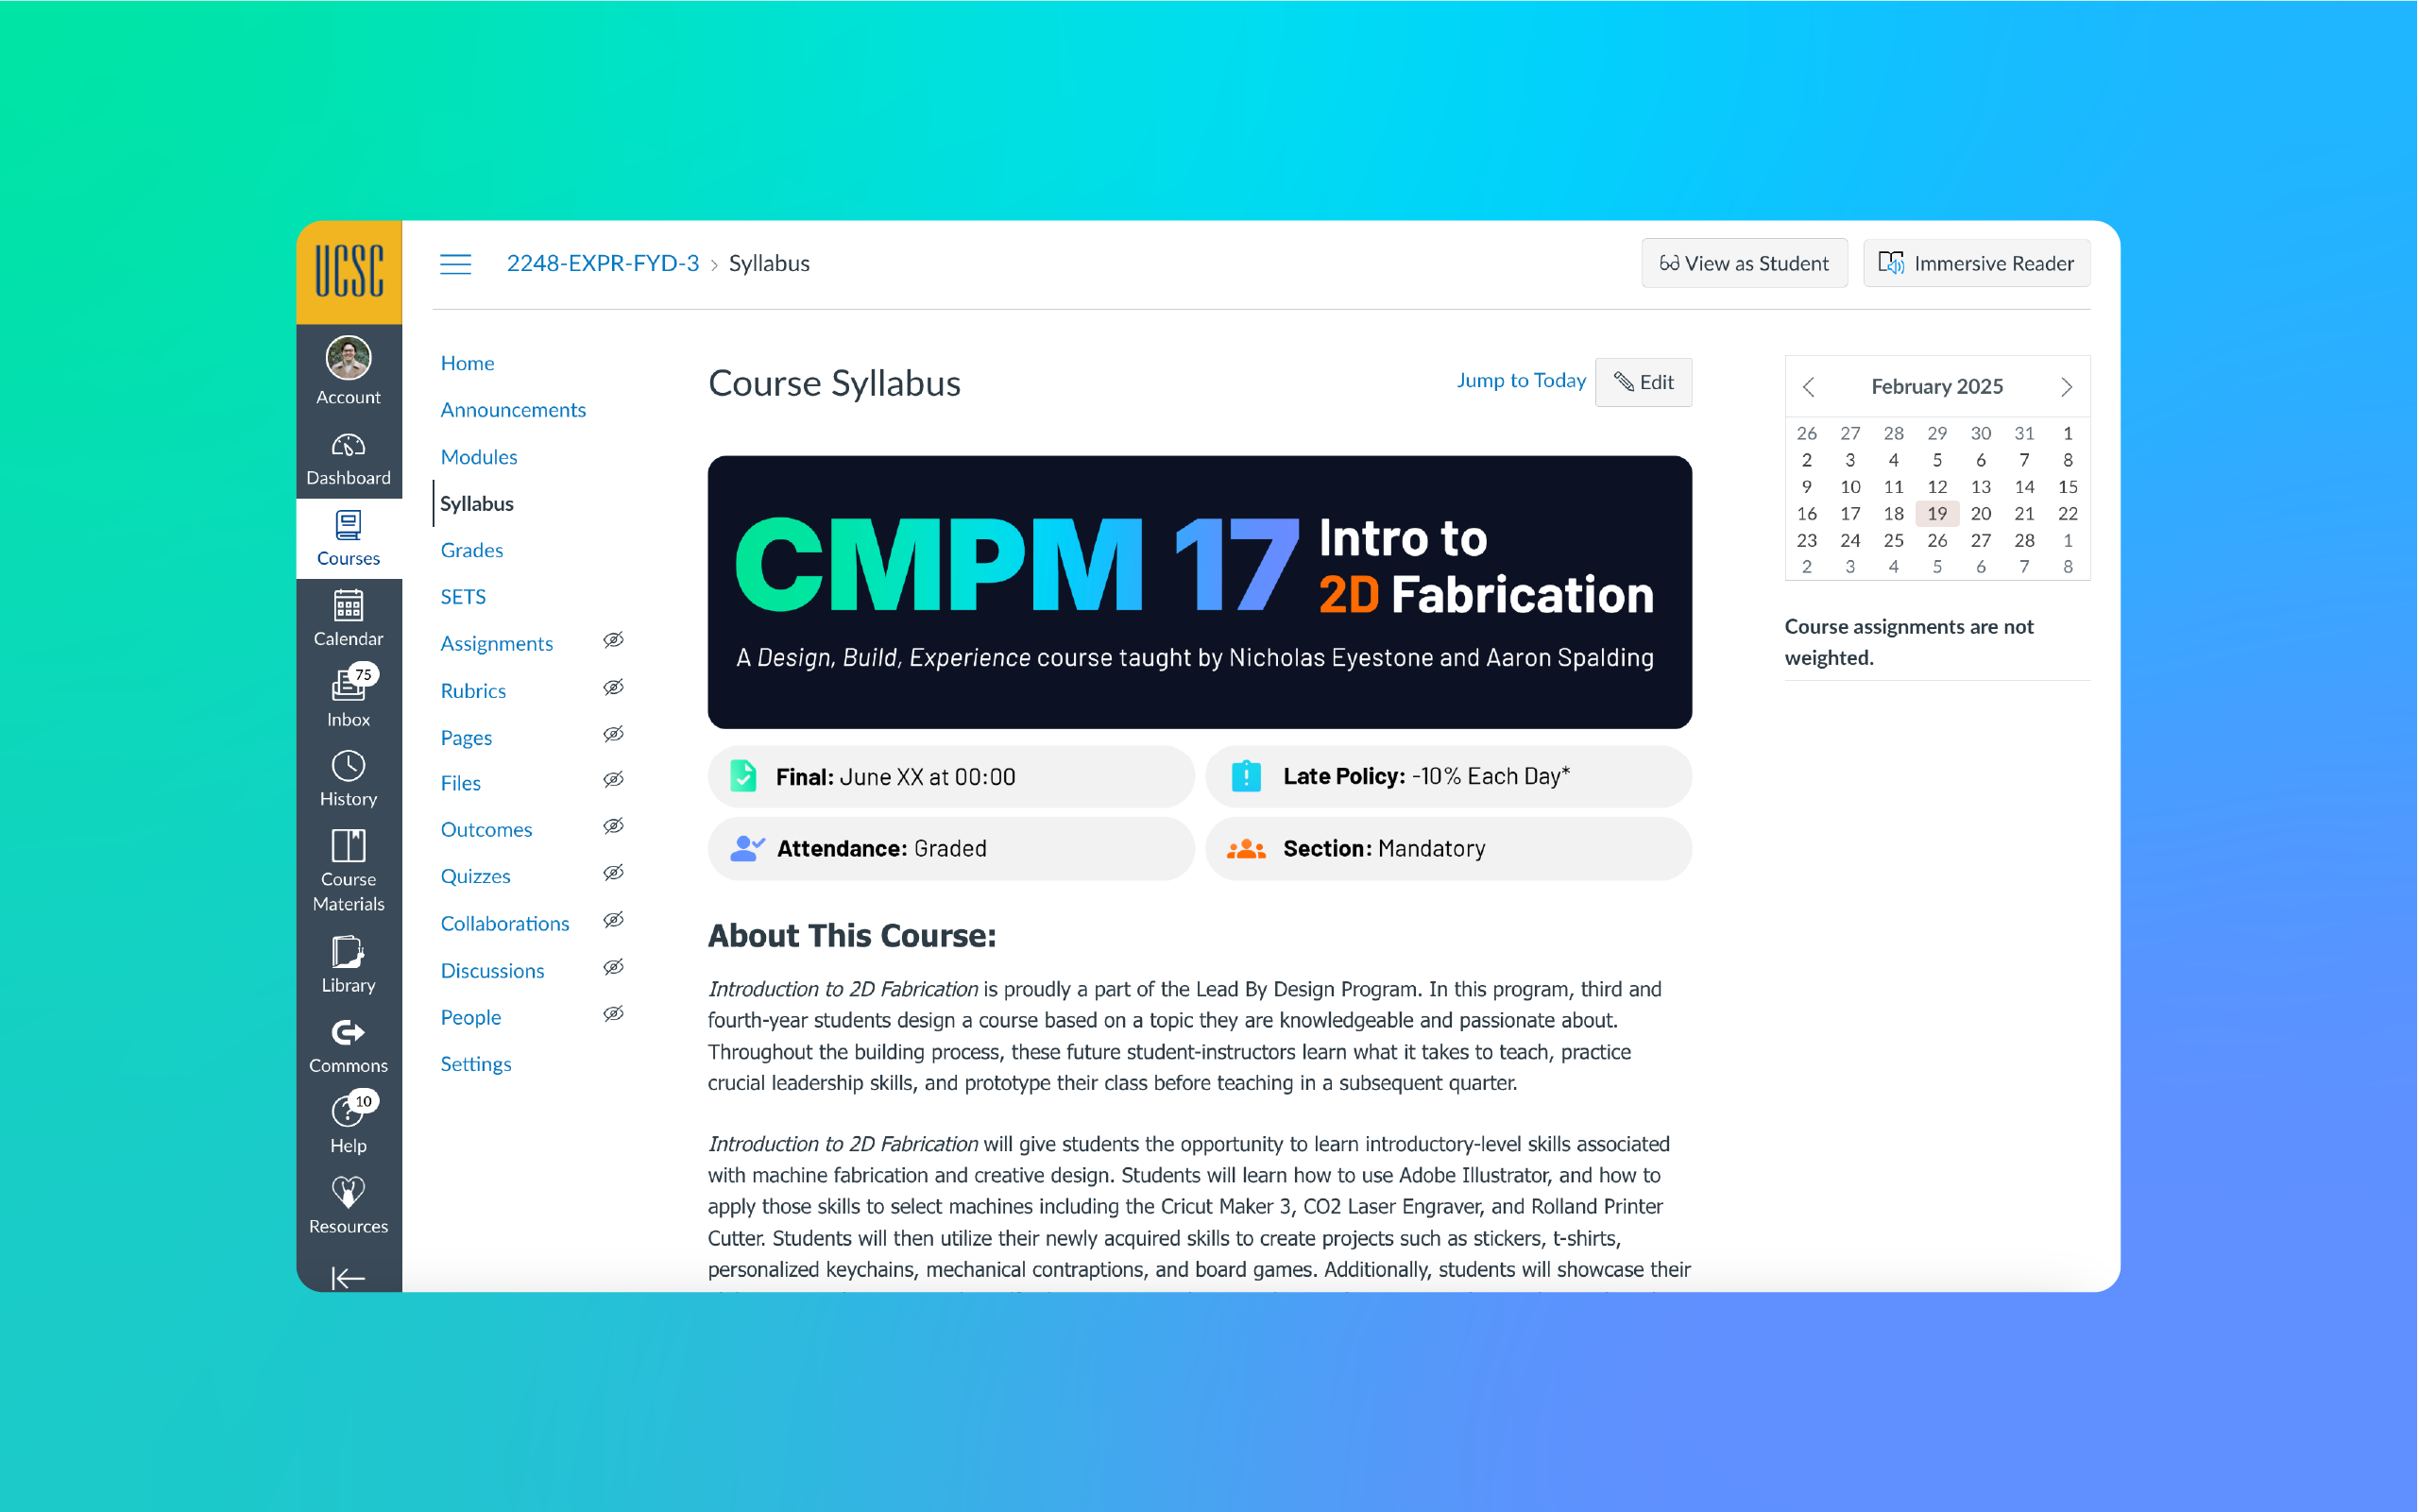 UCSC
Account
Dashboard
Courses
Calendar
75
Inbox
History
Course
Materials
Library
Commons
10
Help
Resources
2248-EXPR-FYD-3 > Syllabus
View as Student
Immersive Reader
Home
Announcements
Modules
Syllabus
Grades
SETS
Assignments
Rubrics
Pages
Files
Outcomes
Quizzes
Collaborations
Discussions
People
Settings
Course Syllabus
Jump to Today
Edit
CMPM 17
Intro to
2D Fabrication
A Design, Build, Experience course taught by Nicholas Eyestone and Aaron Spalding
Final: June XX at 00:00
Late Policy: -10% Each Day*
Attendance: Graded
Section: Mandatory
About This Course:
Introduction to 2D Fabrication is proudly a part of the Lead By Design Program. In this program, third and
fourth-year students design a course based on a topic they are knowledgeable and passionate about.
Throughout the building process, these future student-instructors learn what it takes to teach, practice
crucial leadership skills, and prototype their class before teaching in a subsequent quarter.
Introduction to 2D Fabrication will give students the opportunity to learn introductory-level skills associated
with machine fabrication and creative design. Students will learn how to use Adobe Illustrator, and how to
apply those skills to select machines including the Cricut Maker 3, CO2 Laser Engraver, and Rolland Printer
Cutter. Students will then utilize their newly acquired skills to create projects such as stickers, t-shirts,
personalized keychains, mechanical contraptions, and board games. Additionally, students will showcase their
February 2025
26 27 28 29 30 31 1
2 3 4 5 6 7 8
9 10 11 12 13 14 15
16 17 18 19 20 21 22
23 24 25 26 27 28 1
2 3 4 5 6 7 8
Course assignments are not
weighted.